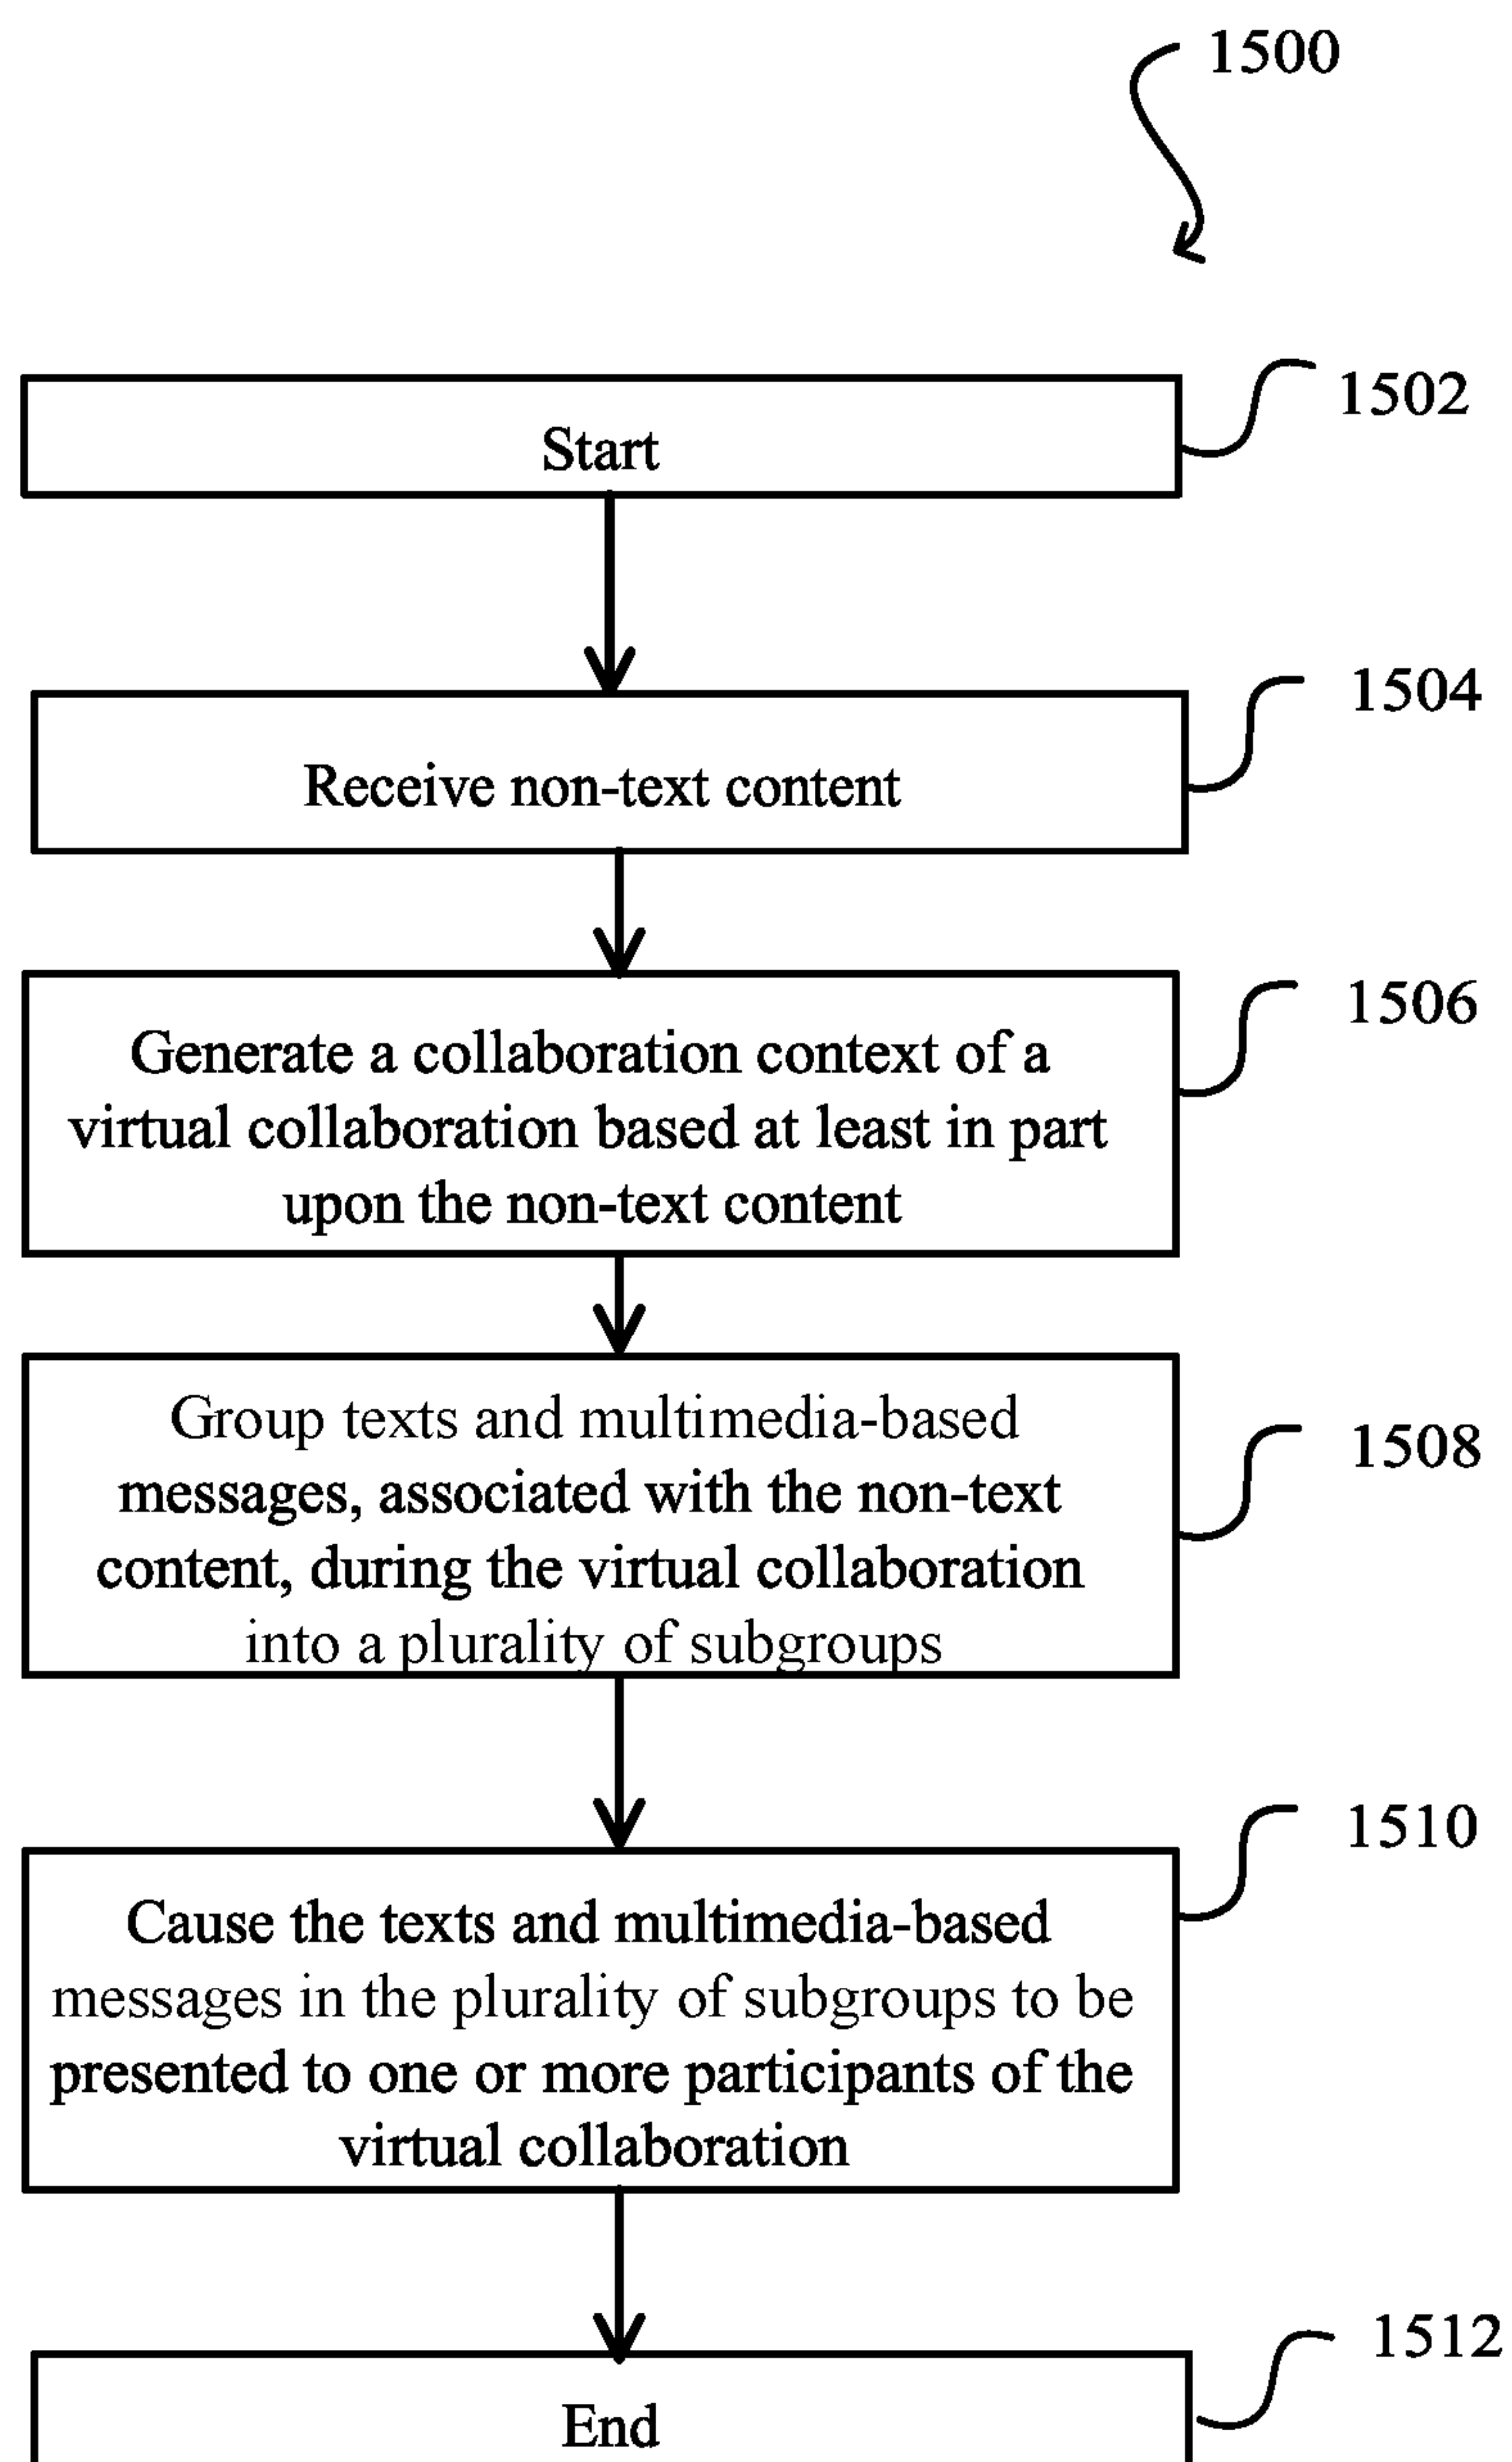 1500
1502
Start
1504
Receive non-text content
1506
Generate a collaboration context of a
virtual collaboration based at least in part
upon the non-text content
1508
Group texts and multimedia-based
messages, associated with the non-text
content, during the virtual collaboration
into a plurality of subgroups
1510
Cause the texts and multimedia-based
messages in the plurality of subgroups to be
presented to one or more participants of the
virtual collaboration
1512
End